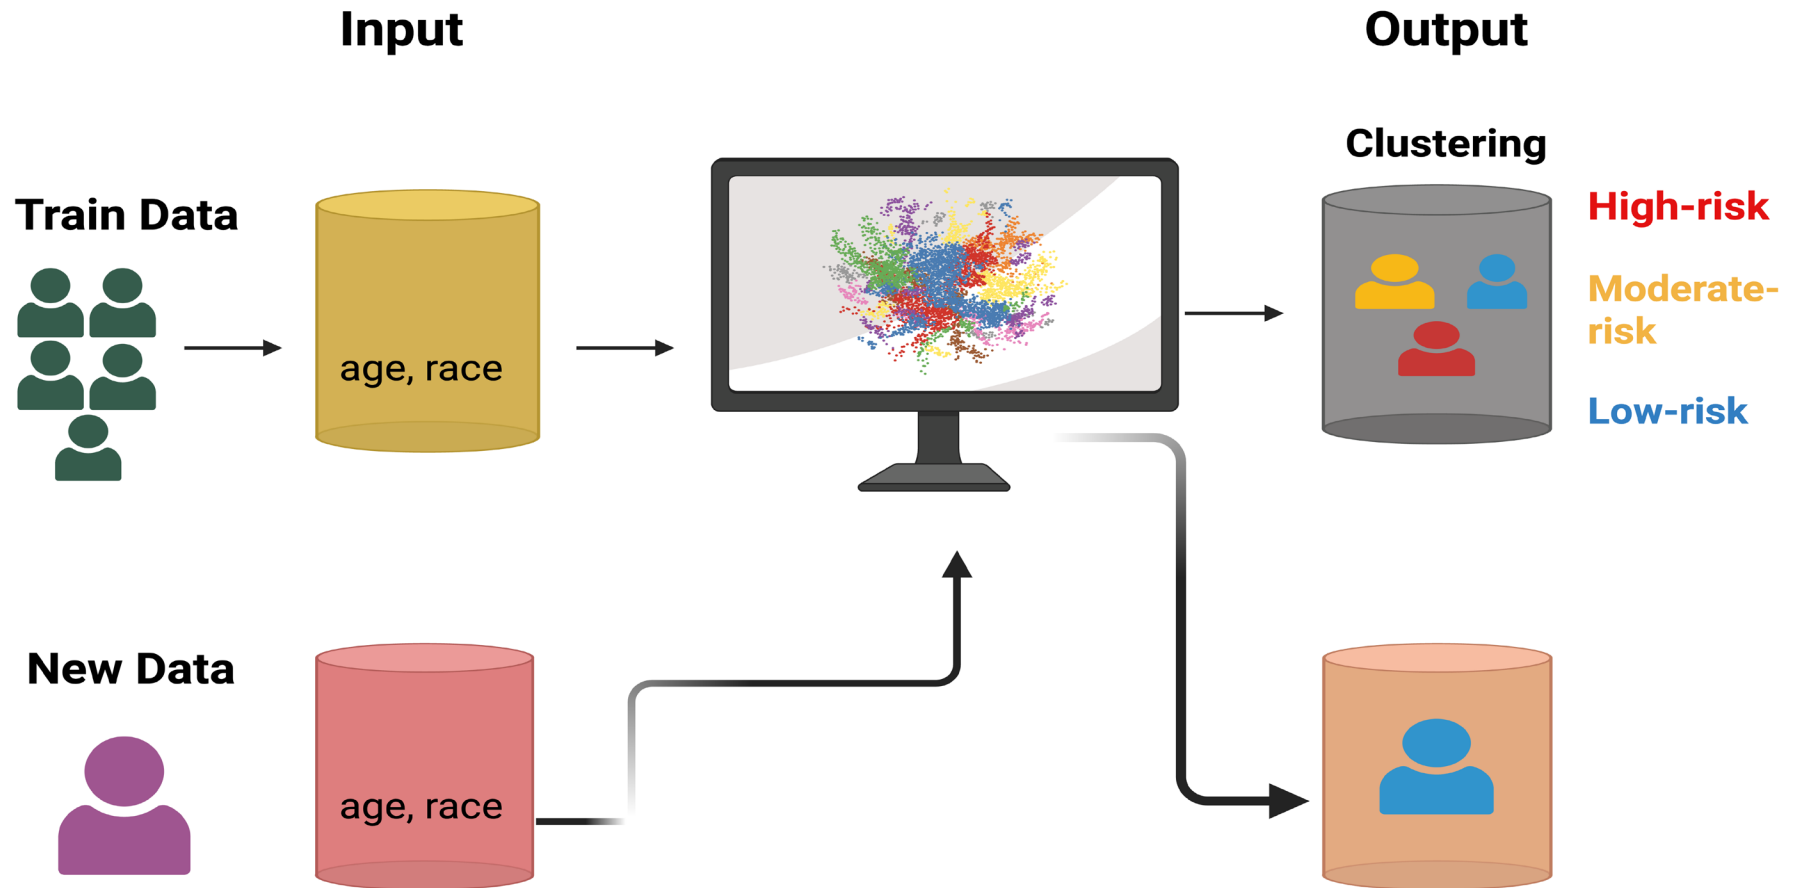 Input
Output
Clustering
Train Data
High-risk
Moderate-
risk
age, race
Low-risk
New Data
age, race